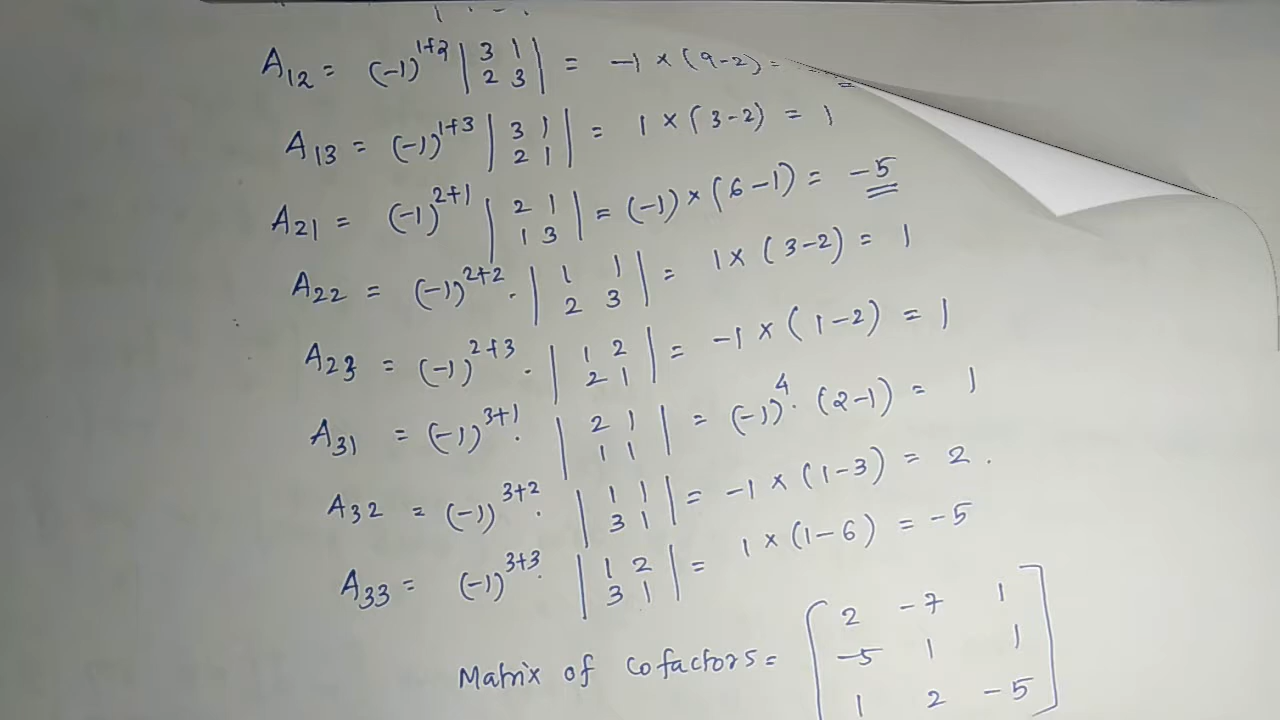 A12 = (-1)^1+2 | 3 1 | = -1 × (9-2) =
2 3
A13 = (-1)^1+3 | 3 1 | = 1 × (3-2) = 1
2 1
A21 = (-1)^2+1 | 2 1 | = (-1) × (6-1) = -5
1 3
A22 = (-1)^2+2 . | 1 1 | = 1 × (3-2) = 1
2 3
A23 = (-1)^2+3 . | 1 2 | = -1 × (1-2) = 1
2 1
A31 = (-1)^3+1 . | 2 1 | = (-1)^4 . (2-1) = 1
1 1
A32 = (-1)^3+2 . | 1 1 | = -1 × (1-3) = 2 .
3 1
A33 = (-1)^3+3 . | 1 2 | = 1 × (1-6) = -5
3 1
2 -7 1
Matrix of cofactors = -5 1 1
1 2 -5